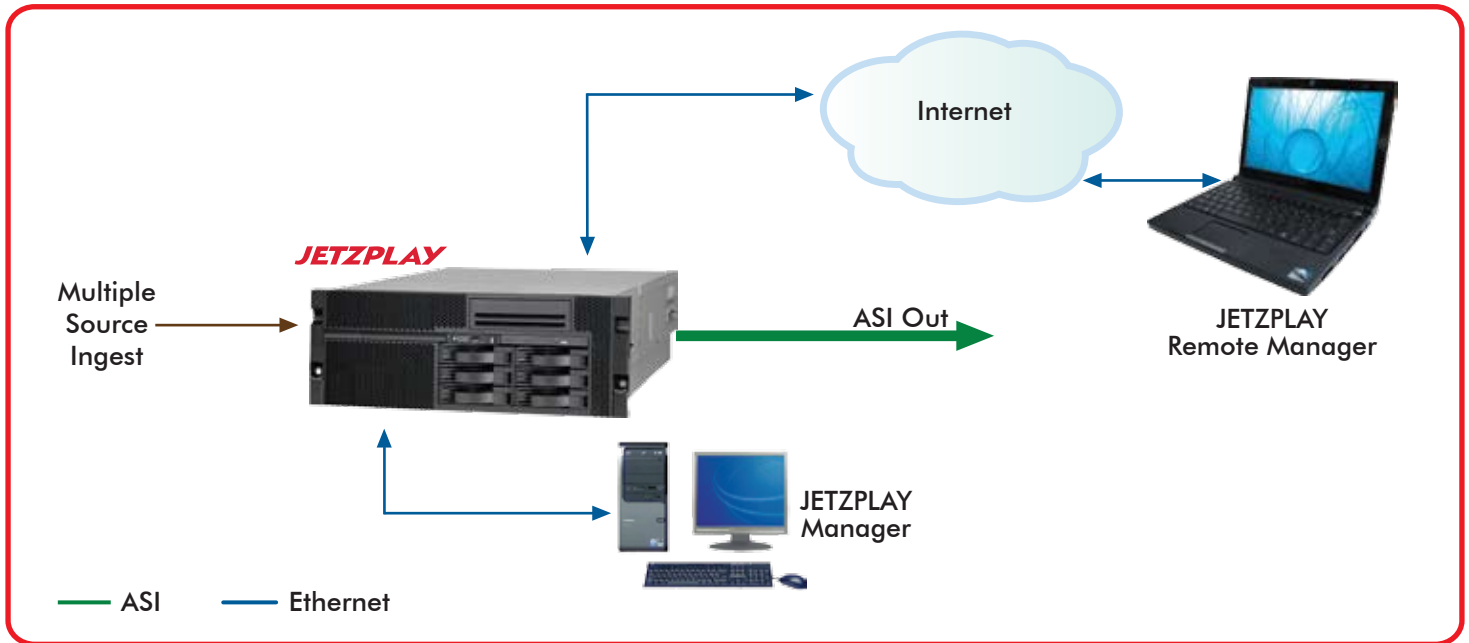 Internet
JETZPLAY
Multiple
Source
Ingest
ASI Out
JETZPLAY
Remote Manager
JETZPLAY
Manager
ASI
Ethernet